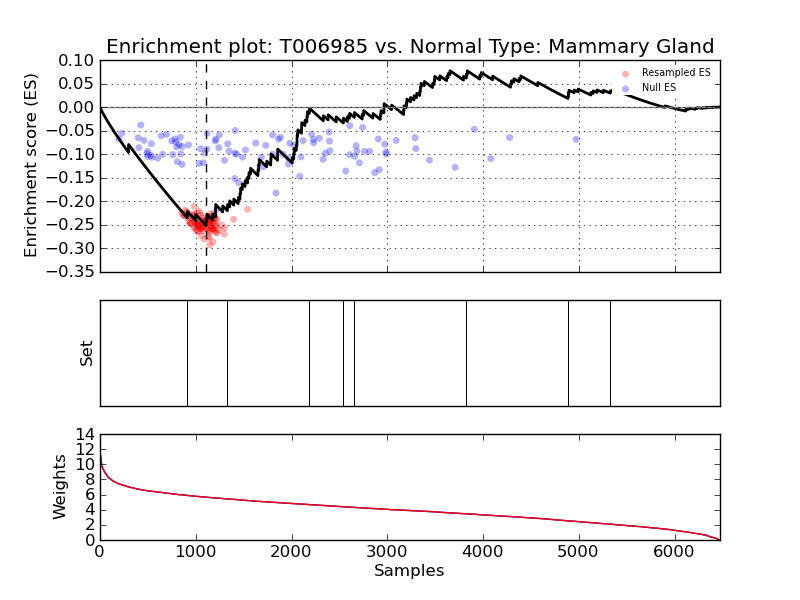 Enrichment plot: T006985 vs. Normal Type: Mammary Gland
Enrichment score (ES)
0.10
0.05
0.00
−0.05
−0.10
−0.15
−0.20
−0.25
−0.30
−0.35
Resampled ES
Null ES
Set
Weights
14
12
10
8
6
4
2
0
0 1000 2000 3000 4000 5000 6000
Samples